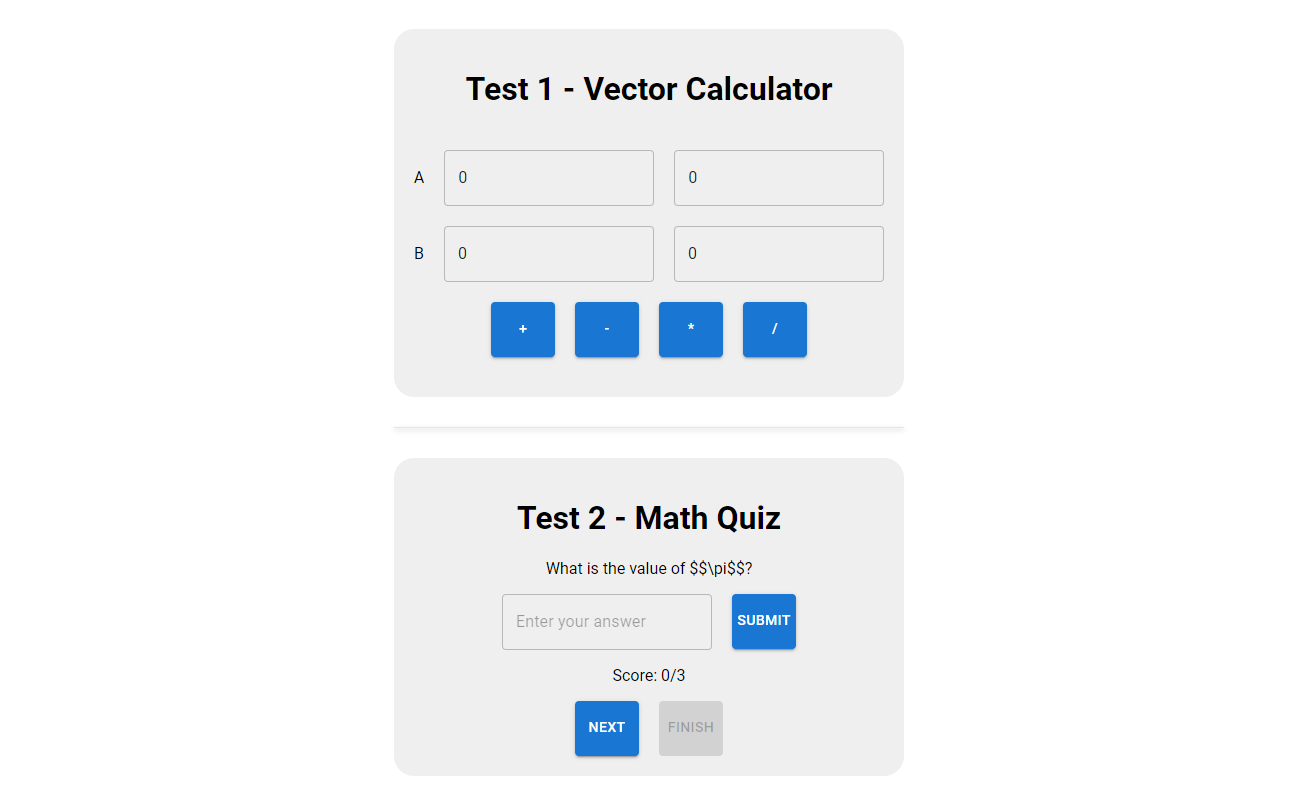 Test 1 - Vector Calculator
A 0 0
B 0 0
+ - * /
Test 2 - Math Quiz
What is the value of $$\pi$$?
Enter your answer SUBMIT
Score: 0/3
NEXT FINISH